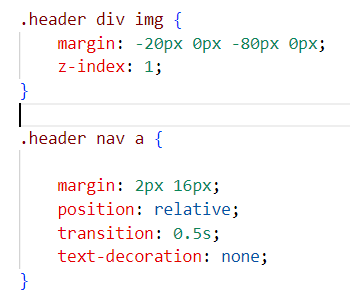 .header div img {
margin: -20px 0px -80px 0px;
z-index: 1;
}
.header nav a {
margin: 2px 16px;
position: relative;
transition: 0.5s;
text-decoration: none;
}